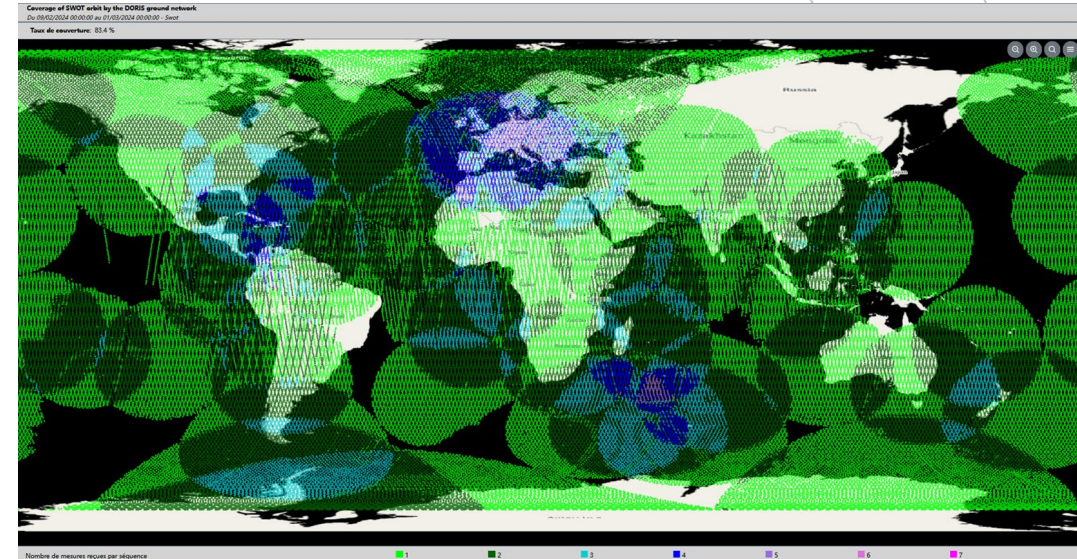 Coverage of SWOT orbit by the DORIS ground network
Du 09/02/2024 00:00:00 au 01/03/2024 00:00:00 - Swot
Taux de couverture: 83.4 %
Russia
Kazakhstan
Mongolia
Nombre de mesures reçues par séquence
1
2
3
4
5
6
7